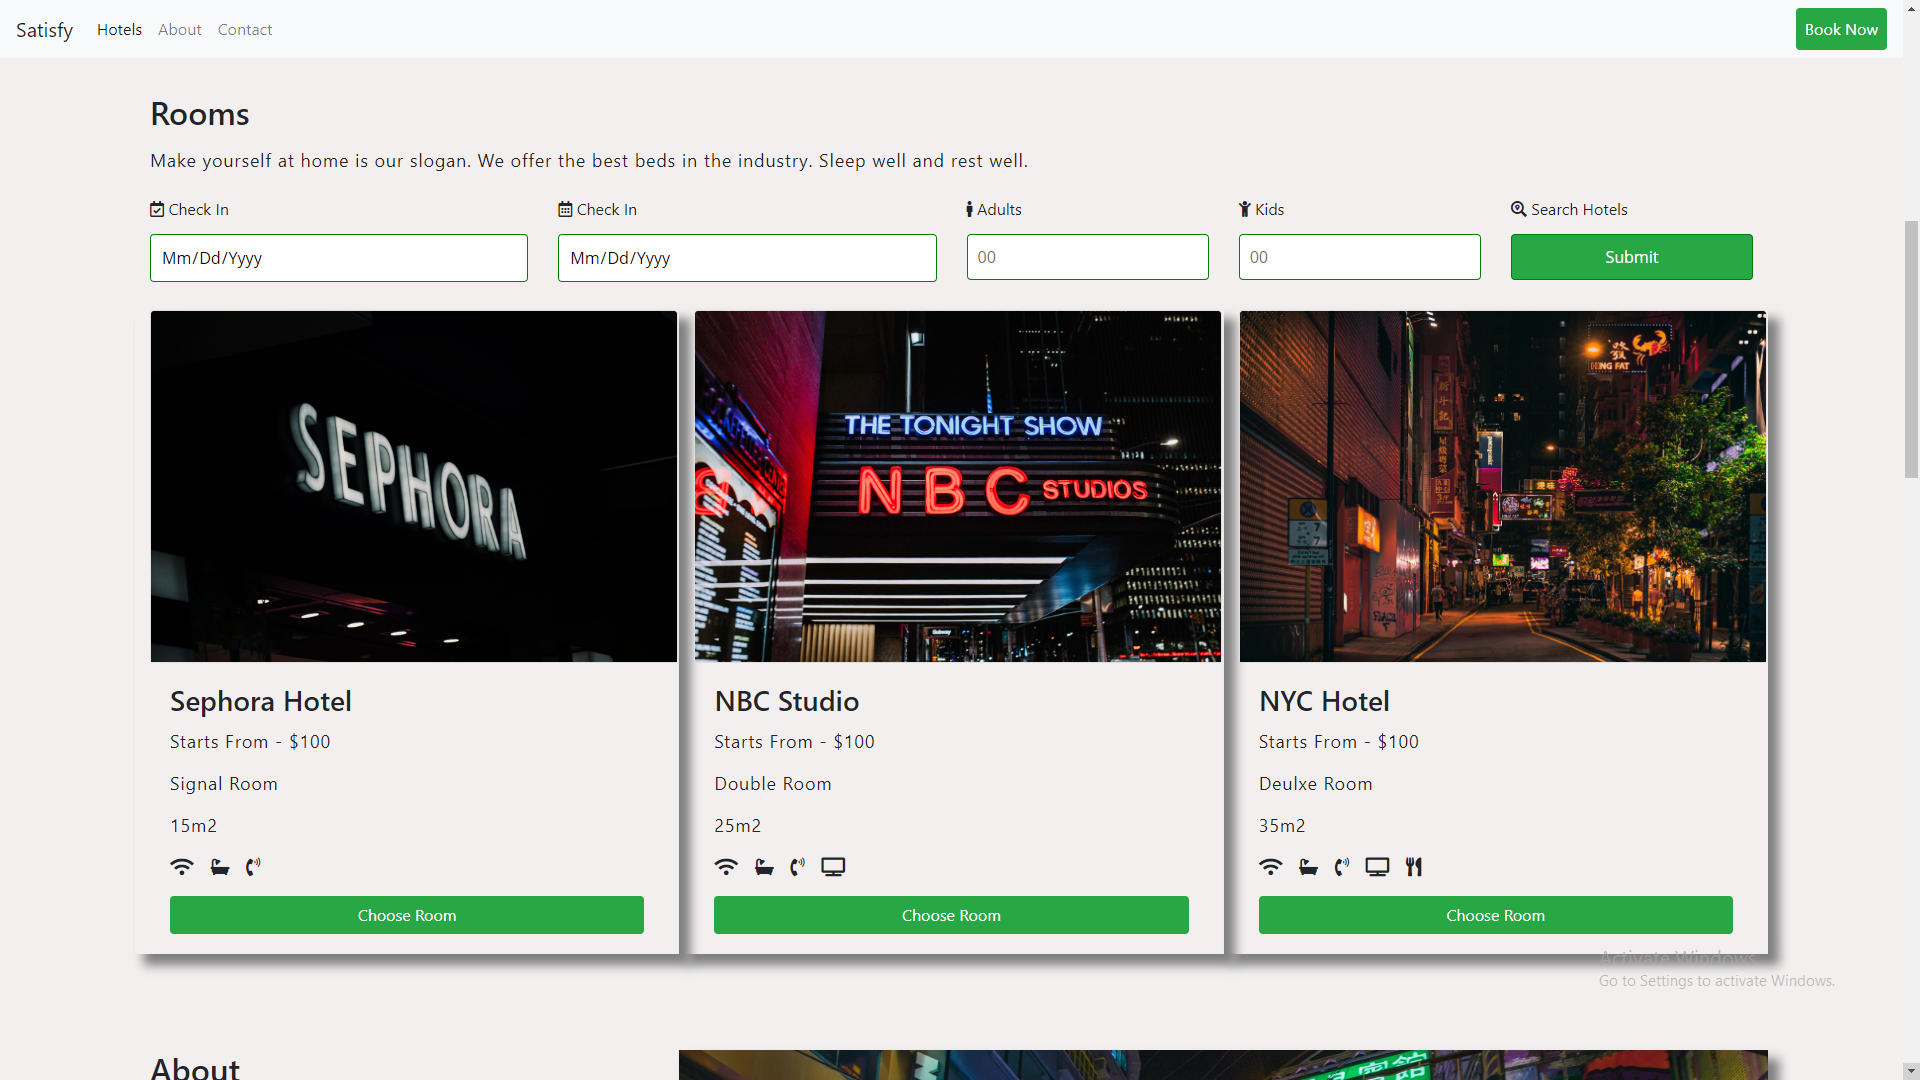 Satisfy Hotels About Contact Book Now
Rooms
Make yourself at home is our slogan. We offer the best beds in the industry. Sleep well and rest well.
Check In Check In Adults Kids Search Hotels
Mm/Dd/Yyyy Mm/Dd/Yyyy 00 00 Submit
SEPHORA
THE TONIGHT SHOW
NBC STUDIOS
Subway
HUNG FAT
Sephora Hotel
Starts From - $100
Signal Room
15m2
Choose Room
NBC Studio
Starts From - $100
Double Room
25m2
Choose Room
NYC Hotel
Starts From - $100
Deulxe Room
35m2
Choose Room
Activate Windows
Go to Settings to activate Windows.
About